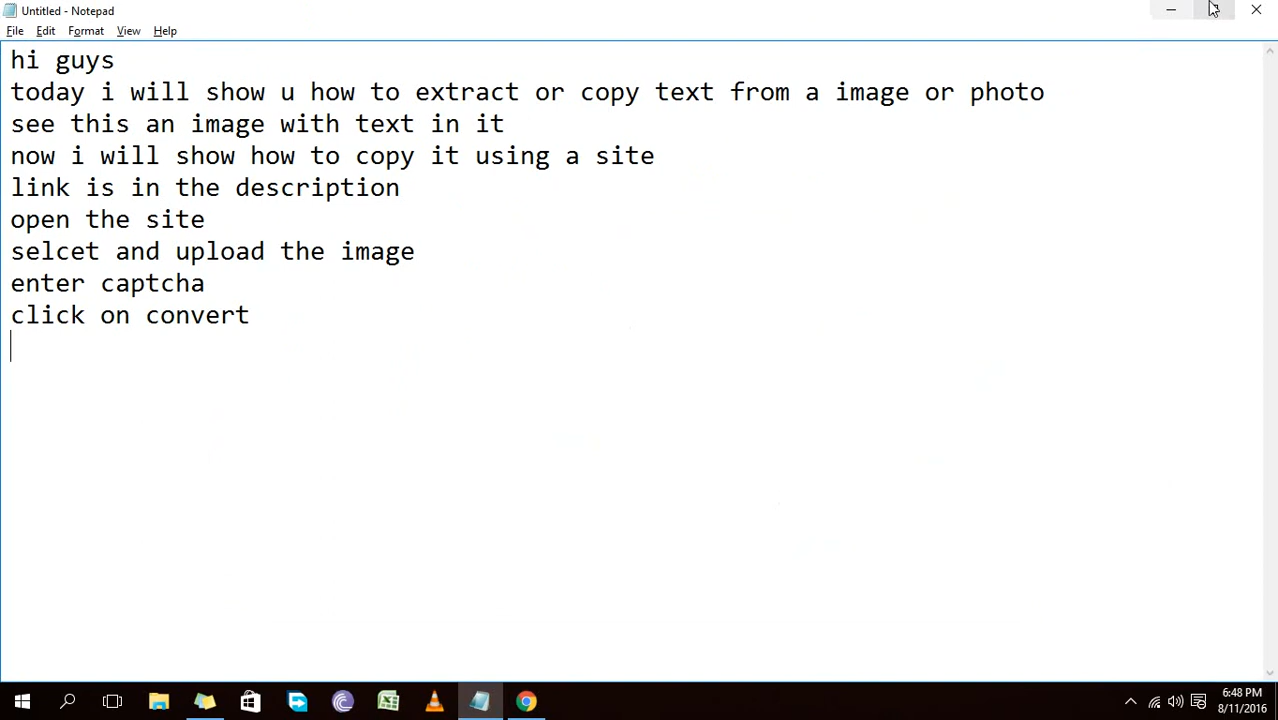 Untitled - Notepad
File Edit Format View Help
hi guys
today i will show u how to extract or copy text from a image or photo
see this an image with text in it
now i will show how to copy it using a site
link is in the description
open the site
selcet and upload the image
enter captcha
click on convert
6:48 PM
8/11/2016